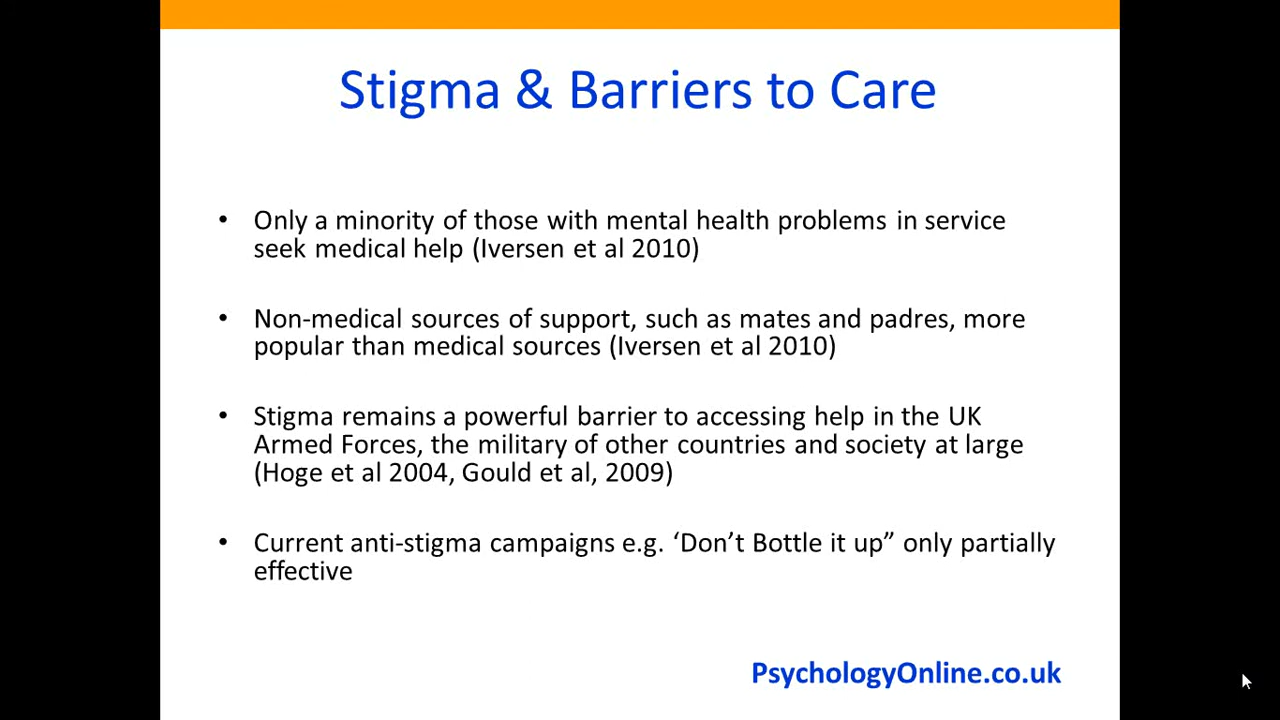 Stigma & Barriers to Care
• Only a minority of those with mental health problems in service
seek medical help (Iversen et al 2010)
• Non-medical sources of support, such as mates and padres, more
popular than medical sources (Iversen et al 2010)
• Stigma remains a powerful barrier to accessing help in the UK
Armed Forces, the military of other countries and society at large
(Hoge et al 2004, Gould et al, 2009)
• Current anti-stigma campaigns e.g. ‘Don’t Bottle it up” only partially
effective
PsychologyOnline.co.uk